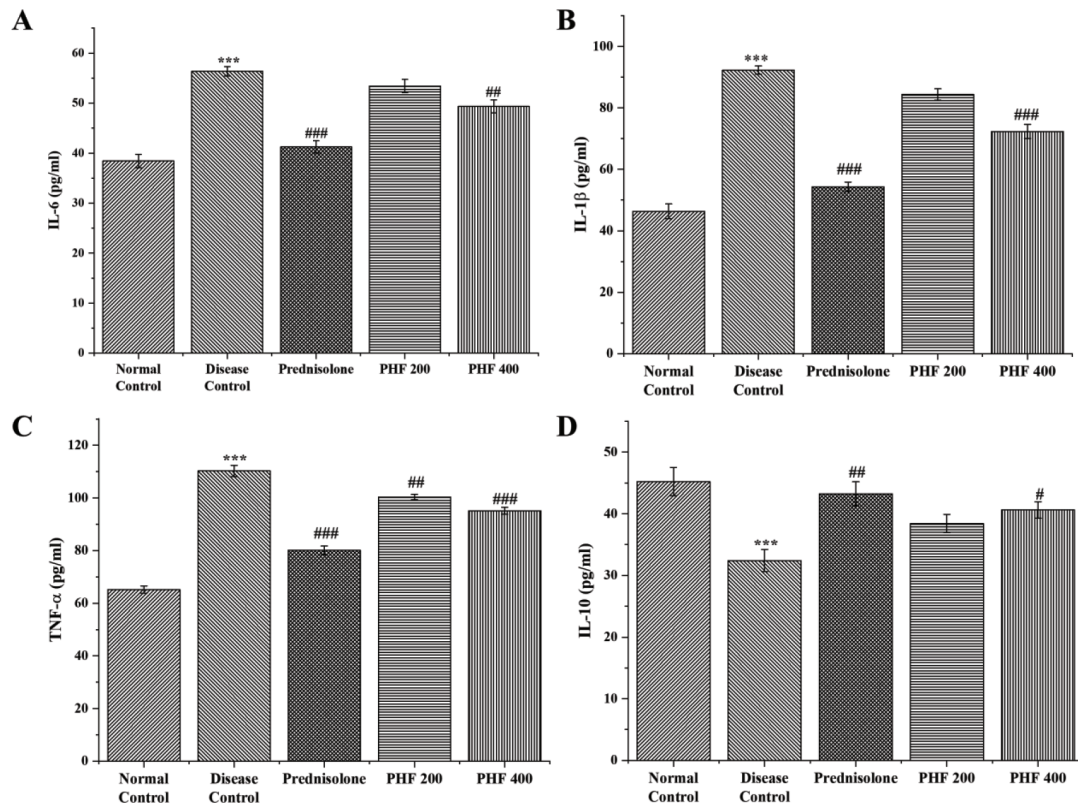 A
IL-6 (pg/ml)
60
50
40
30
20
10
0
***
###
##
Normal
Control
Disease
Control
Prednisolone
PHF 200
PHF 400
B
IL-1β (pg/ml)
100
80
60
40
20
0
***
###
###
Normal
Control
Disease
Control
Prednisolone
PHF 200
PHF 400
C
TNF-α (pg/ml)
120
100
80
60
40
20
0
***
###
##
###
Normal
Control
Disease
Control
Prednisolone
PHF 200
PHF 400
D
IL-10 (pg/ml)
50
40
30
20
10
0
***
##
#
Normal
Control
Disease
Control
Prednisolone
PHF 200
PHF 400